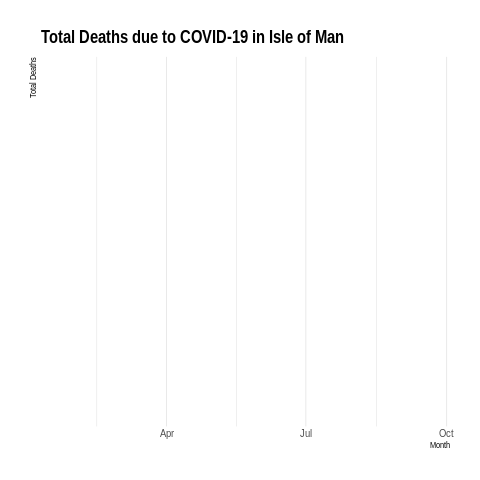 Total Deaths due to COVID-19 in Isle of Man
Total Deaths
Apr Jul Oct
Month